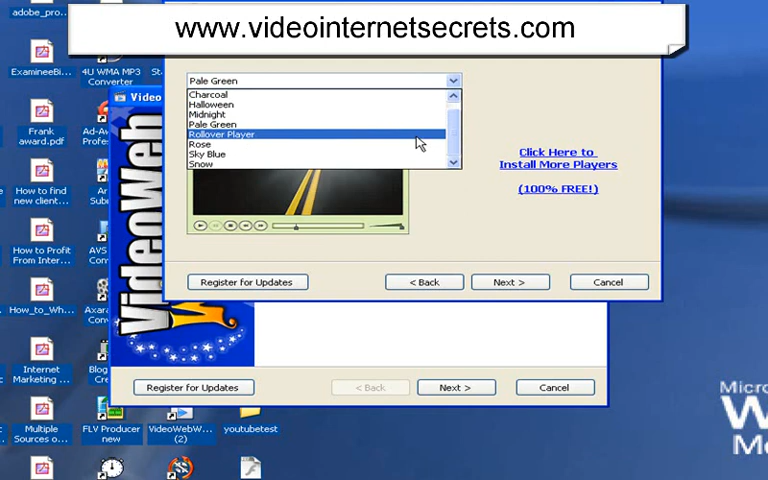 www.videointernetsecrets.com
adobe_pro...
ExamineeBi...
4U WMA MP3
Converter
Frank
award.pdf
How to find
new client...
How to Profit
From Inter...
How_to_Wh...
Internet
Marketing ...
Multiple
Sources o...
FLV Producer
new
VideoWebW...
(2)
youtubetest
Video
VideoWeb
W
Pale Green
Charcoal
Halloween
Midnight
Pale Green
Rollover Player
Rose
Sky Blue
Snow
Click Here to
Install More Players
(100% FREE!)
Register for Updates
< Back
Next >
Cancel
Register for Updates
< Back
Next >
Cancel